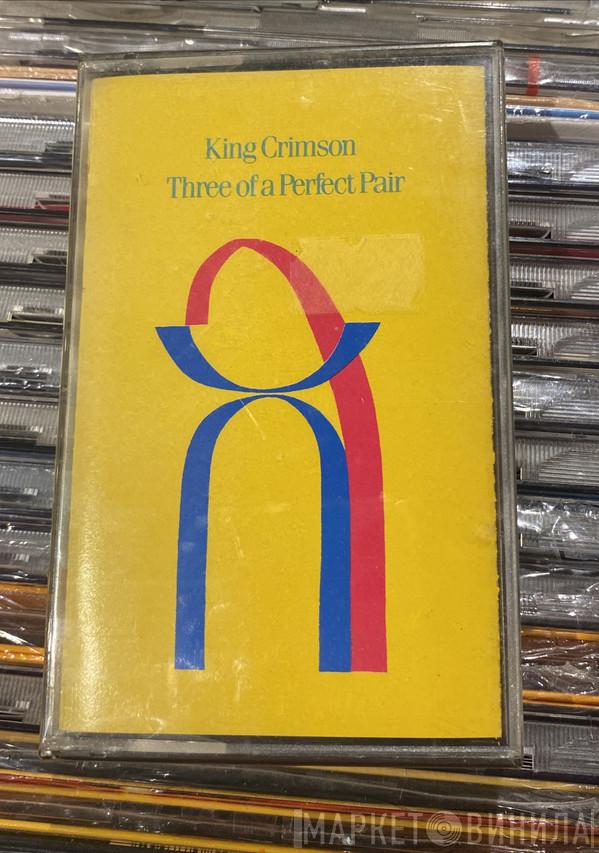 King Crimson
Three of a Perfect Pair
МАРКЕТ ВИНИЛА